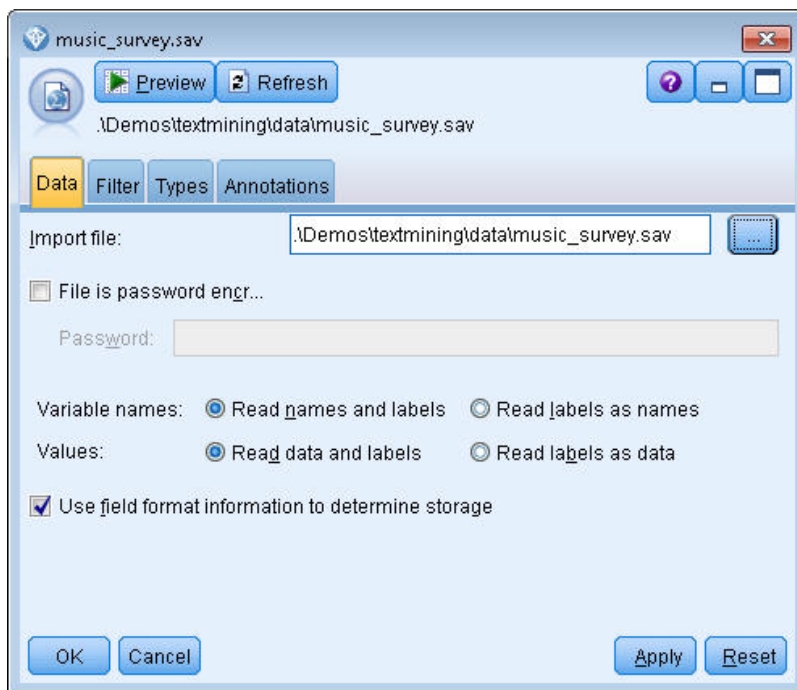 music_survey.sav
Preview Refresh
.\Demos\textmining\data\music_survey.sav
Data Filter Types Annotations
Import file: .\Demos\textmining\data\music_survey.sav ...
File is password encr...
Password:
Variable names: Read names and labels Read labels as names
Values: Read data and labels Read labels as data
Use field format information to determine storage
OK Cancel Apply Reset